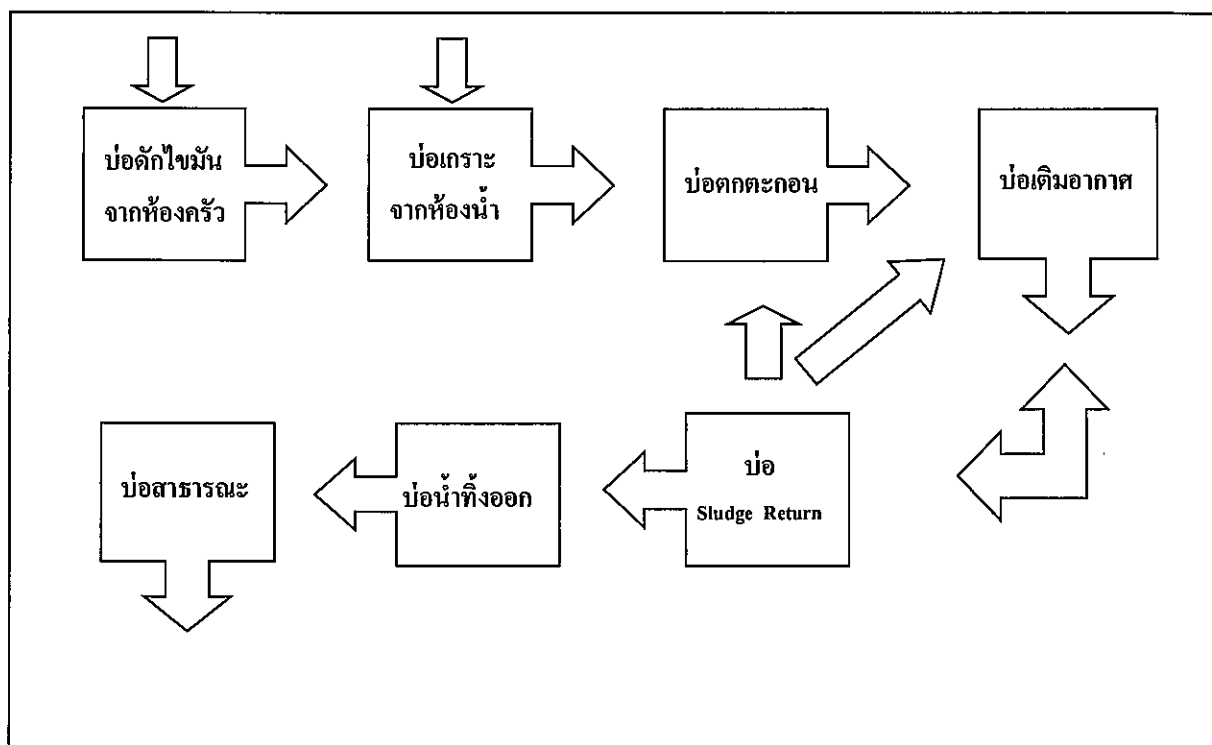 บ่อดักไขมัน
จากห้องครัว
บ่อเกราะ
จากห้องน้ำ
บ่อตกตะกอน
บ่อเติมอากาศ
บ่อสาธารณะ
บ่อน้ำทิ้งออก
บ่อ
Sludge Return